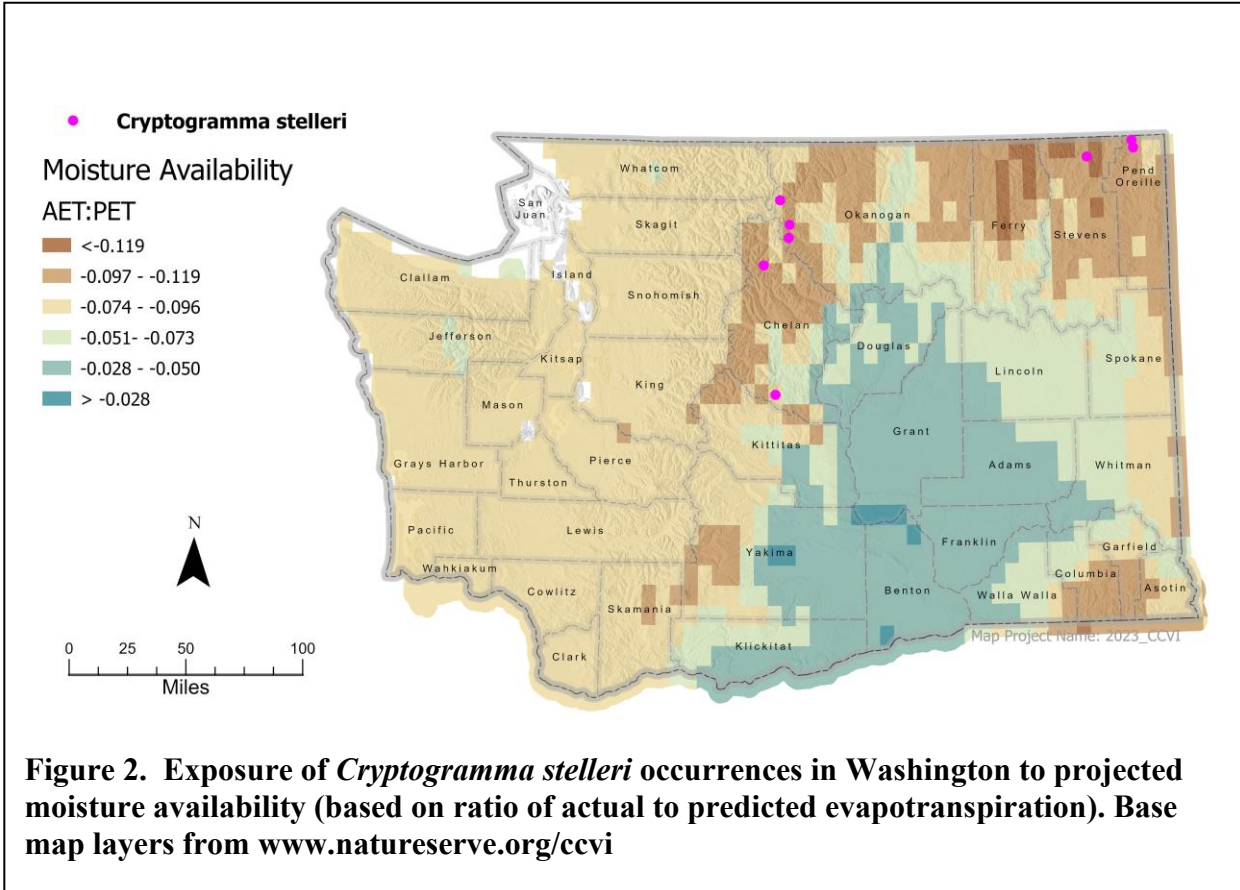 Cryptogramma stelleri
Moisture Availability
AET:PET
<-0.119
-0.097 - -0.119
-0.074 - -0.096
-0.051- -0.073
-0.028 - -0.050
> -0.028
N
0 25 50 100
Miles
Whatcom
San
Juan
Skagit
Island
Clallam
Snohomish
Jefferson
Kitsap
King
Mason
Grays Harbor
Thurston
Pierce
Pacific
Lewis
Wahkiakum
Cowlitz
Skamania
Clark
Okanogan
Ferry
Stevens
Pend
Oreille
Chelan
Douglas
Lincoln
Spokane
Kittitas
Grant
Adams
Whitman
Yakima
Franklin
Garfield
Columbia
Asotin
Benton
Walla Walla
Klickitat
Map Project Name: 2023_CCVI
Figure 2. Exposure of Cryptogramma stelleri occurrences in Washington to projected
moisture availability (based on ratio of actual to predicted evapotranspiration). Base
map layers from www.natureserve.org/ccvi